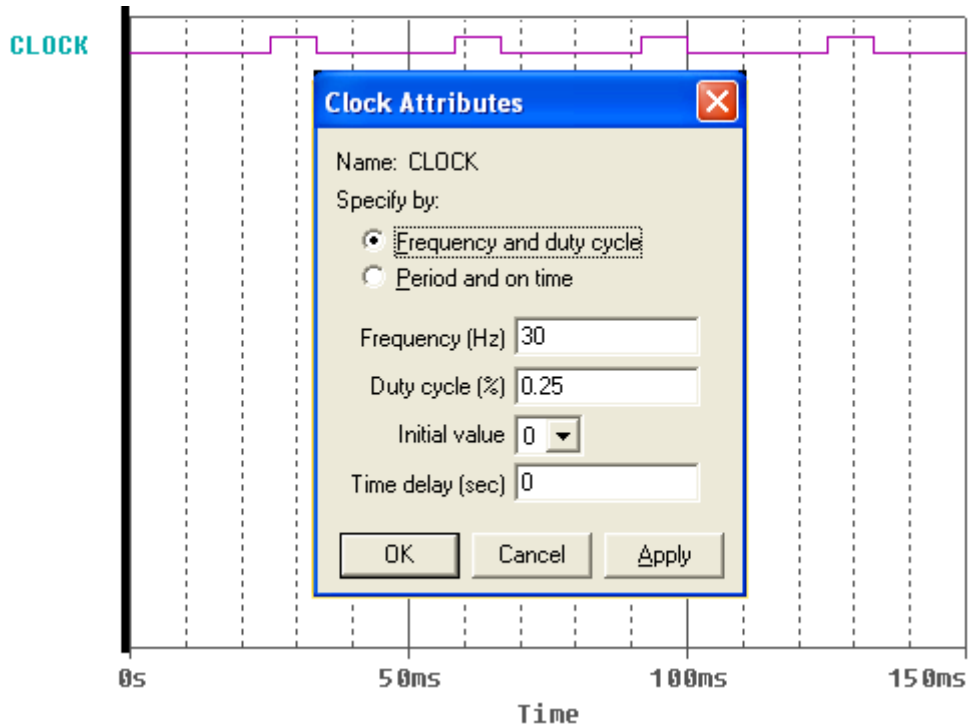 CLOCK
Clock Attributes
Name: CLOCK
Specify by:
Frequency and duty cycle
Period and on time
Frequency (Hz) 30
Duty cycle (%) 0.25
Initial value 0
Time delay (sec) 0
OK Cancel Apply
0s 50ms 100ms 150ms
Time